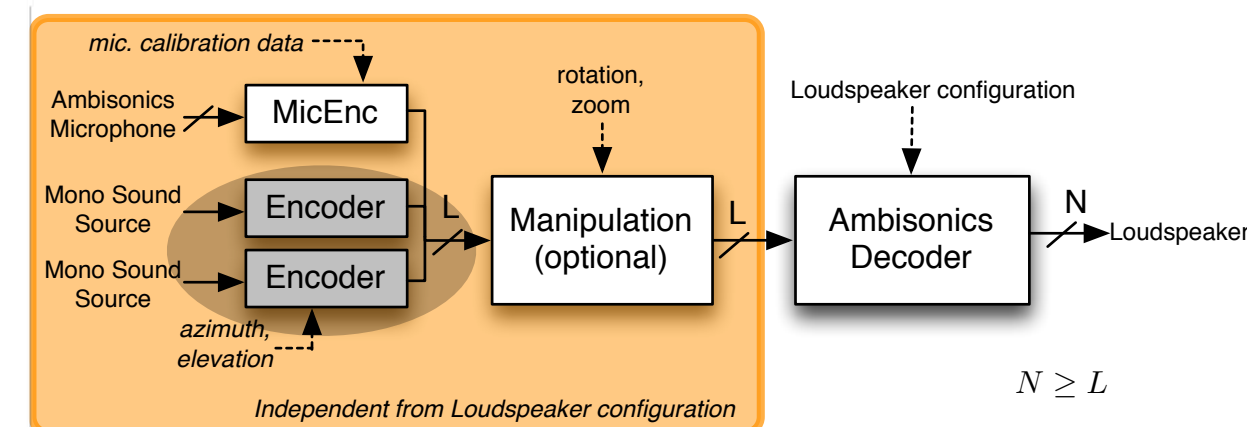 mic. calibration data
Ambisonics
Microphone
MicEnc
rotation,
zoom
Loudspeaker configuration
Mono Sound
Source
Encoder
L
Manipulation
(optional)
L
Ambisonics
Decoder
N
Loudspeaker
Mono Sound
Source
Encoder
azimuth,
elevation
N ≥ L
Independent from Loudspeaker configuration